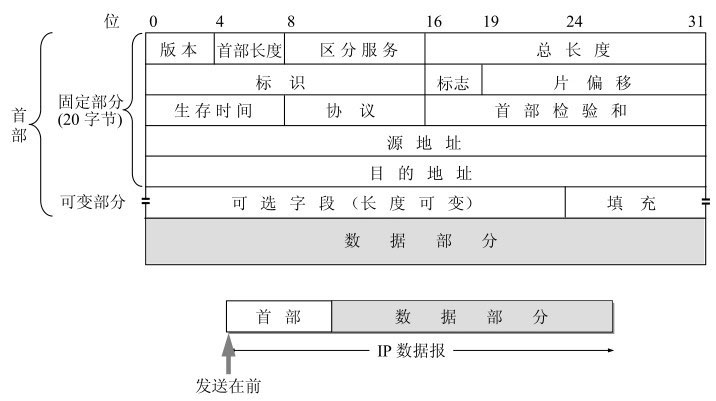 位 0 4 8 16 19 24 31
版本 首部长度 区分服务 总长度
标识 标志 片偏移
固定部分
(20 字节)
首部
生存时间 协议 首部检验和
源地址
目的地址
可变部分 可选字段（长度可变） 填充
数据部分
首部 数据部分
IP 数据报
发送在前